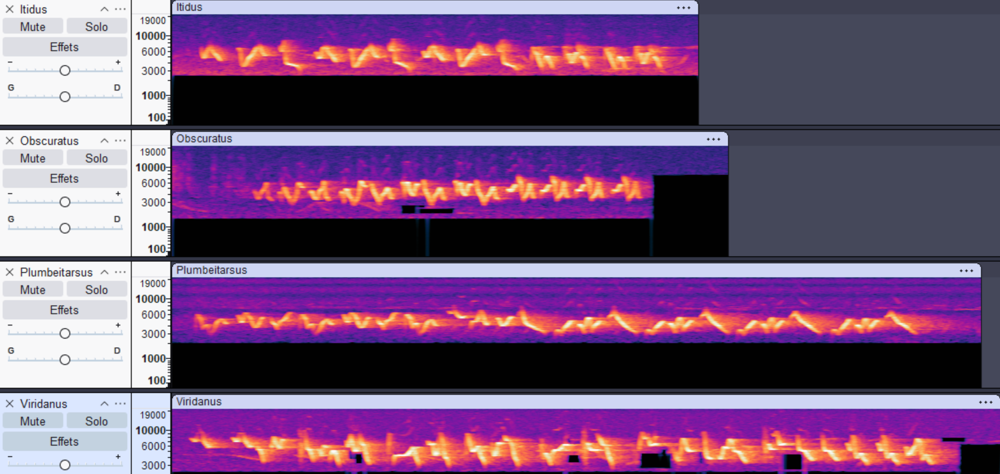 Itidus
Mute Solo
Effets
- +
G D
19000
10000
6000
3000
1000
100
Itidus
Obscuratus
Mute Solo
Effets
- +
G D
19000
10000
6000
3000
1000
100
Obscuratus
Plumbeitarsus
Mute Solo
Effets
- +
G D
19000
10000
6000
3000
1000
100
Plumbeitarsus
Viridanus
Mute Solo
Effets
- +
19000
10000
6000
3000
Viridanus